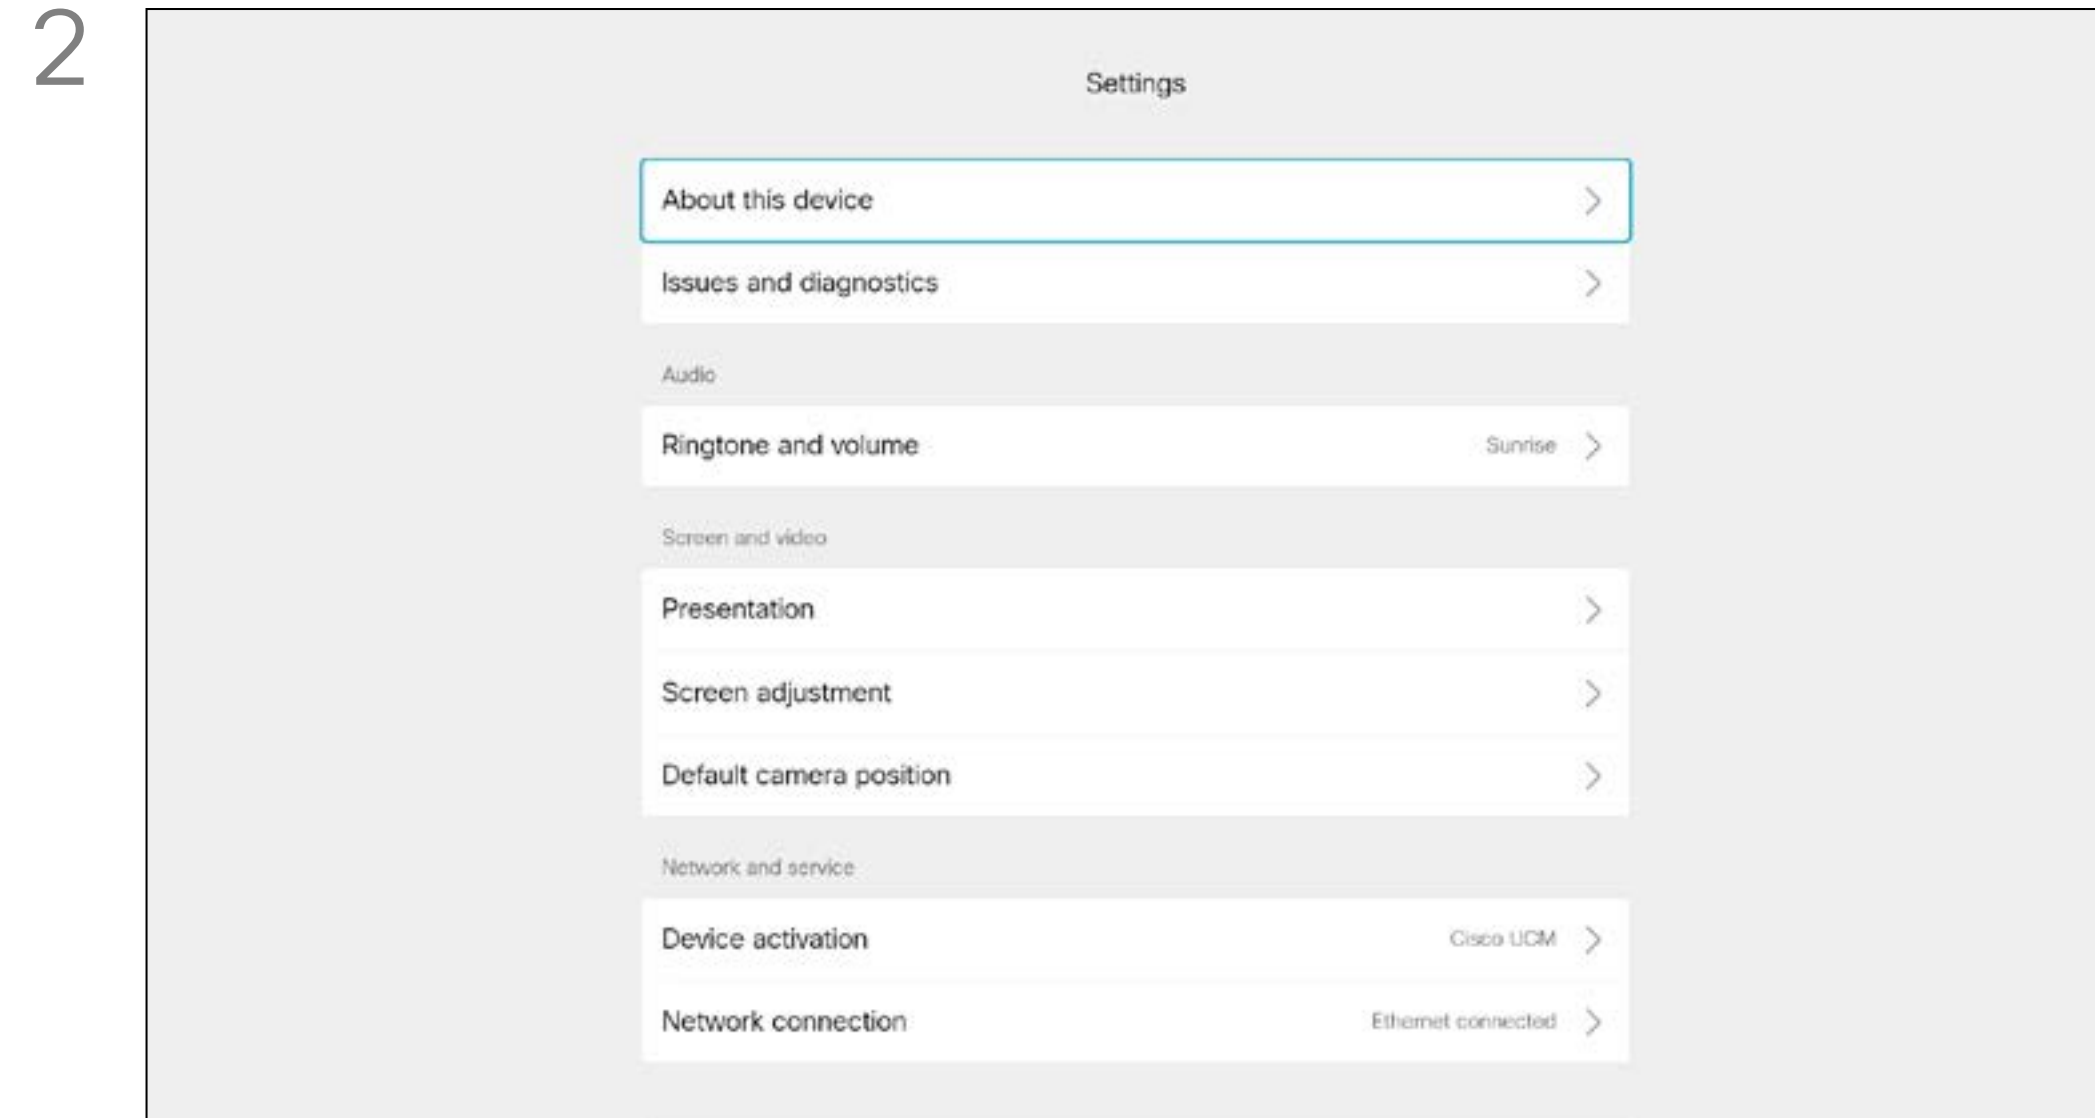 2
Settings
About this device
Issues and diagnostics
Audio
Ringtone and volume Sunrise
Screen and video
Presentation
Screen adjustment
Default camera position
Network and service
Device activation Cisco UCM
Network connection Ethernet connected